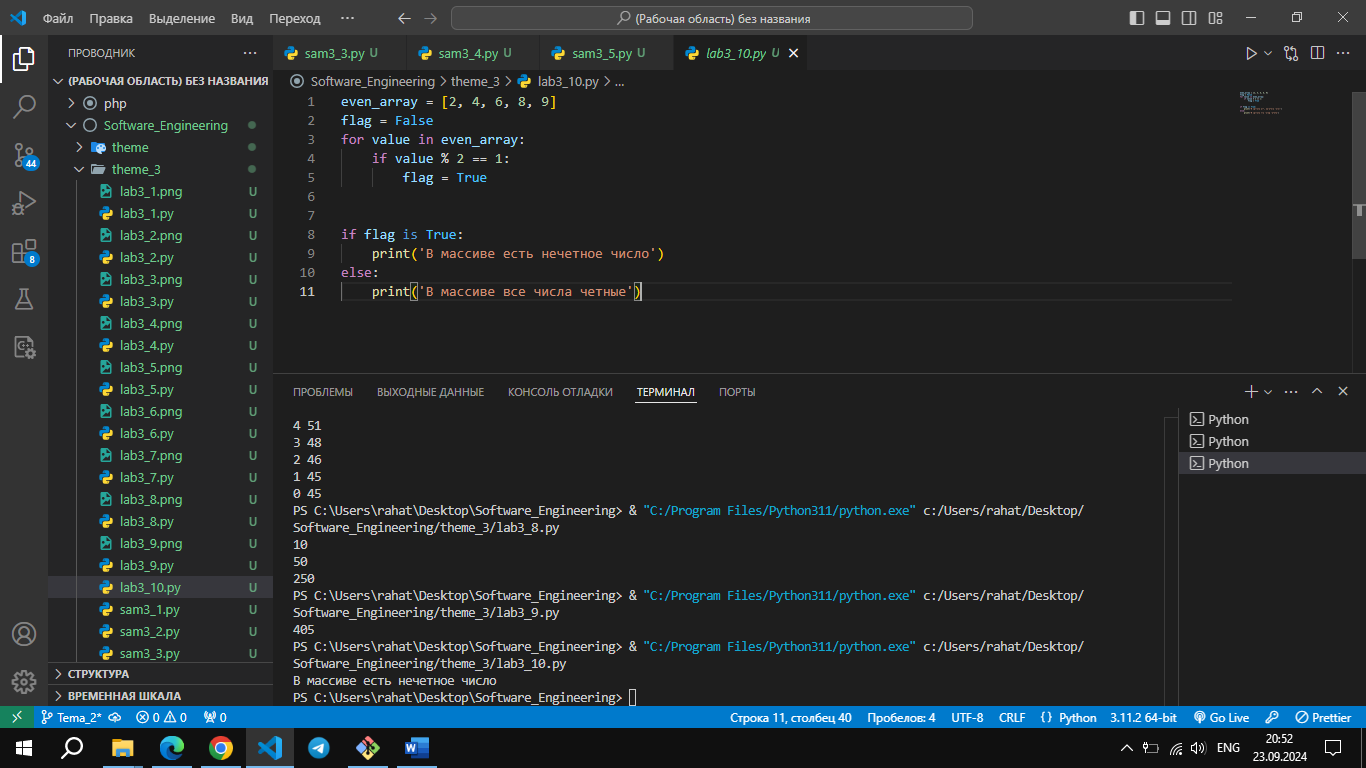 Файл Правка Выделение Вид Переход ··· (Рабочая область) без названия
ПРОВОДНИК
(РАБОЧАЯ ОБЛАСТЬ) БЕЗ НАЗВАНИЯ
php
Software_Engineering
theme
theme_3
lab3_1.png U
lab3_1.py U
lab3_2.png U
lab3_2.py U
lab3_3.png U
lab3_3.py U
lab3_4.png U
lab3_4.py U
lab3_5.png U
lab3_5.py U
lab3_6.png U
lab3_6.py U
lab3_7.png U
lab3_7.py U
lab3_8.png U
lab3_8.py U
lab3_9.png U
lab3_9.py U
lab3_10.py U
sam3_1.py U
sam3_2.py U
sam3_3.py U
СТРУКТУРА
ВРЕМЕННАЯ ШКАЛА
44
8
sam3_3.py U sam3_4.py U sam3_5.py U lab3_10.py U
Software_Engineering > theme_3 > lab3_10.py > ...
1 even_array = [2, 4, 6, 8, 9]
2 flag = False
3 for value in even_array:
4 if value % 2 == 1:
5 flag = True
6
7
8 if flag is True:
9 print('В массиве есть нечетное число')
10 else:
11 print('В массиве все числа четные')
ПРОБЛЕМЫ ВЫХОДНЫЕ ДАННЫЕ КОНСОЛЬ ОТЛАДКИ ТЕРМИНАЛ ПОРТЫ
4 51
3 48
2 46
1 45
0 45
PS C:\Users\rahat\Desktop\Software_Engineering> & "C:/Program Files/Python311/python.exe" c:/Users/rahat/Desktop/
Software_Engineering/theme_3/lab3_8.py
10
50
250
PS C:\Users\rahat\Desktop\Software_Engineering> & "C:/Program Files/Python311/python.exe" c:/Users/rahat/Desktop/
Software_Engineering/theme_3/lab3_9.py
405
PS C:\Users\rahat\Desktop\Software_Engineering> & "C:/Program Files/Python311/python.exe" c:/Users/rahat/Desktop/
Software_Engineering/theme_3/lab3_10.py
В массиве есть нечетное число
PS C:\Users\rahat\Desktop\Software_Engineering>
Python
Python
Python
Tema_2* 0 0 0 Строка 11, столбец 40 Пробелов: 4 UTF-8 CRLF Python 3.11.2 64-bit Go Live Prettier
ENG
20:52
23.09.2024